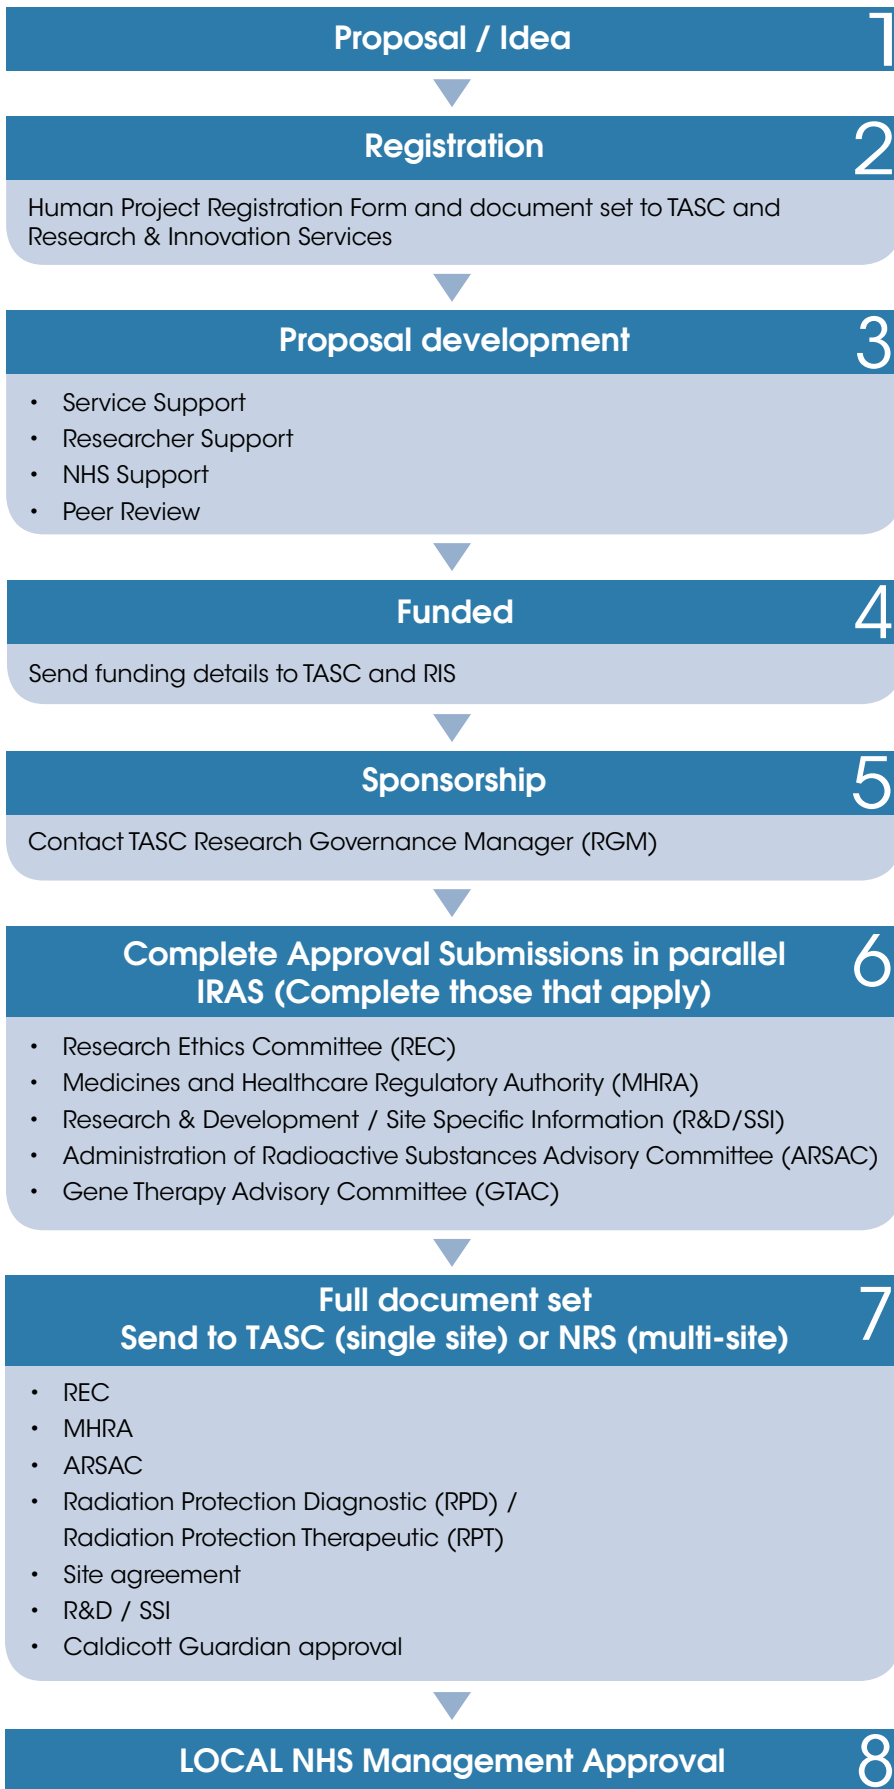 Proposal / Idea
1
Registration
2
Human Project Registration Form and document set to TASC and
Research & Innovation Services
Proposal development
3
• Service Support
• Researcher Support
• NHS Support
• Peer Review
Funded
4
Send funding details to TASC and RIS
Sponsorship
5
Contact TASC Research Governance Manager (RGM)
Complete Approval Submissions in parallel
IRAS (Complete those that apply)
6
• Research Ethics Committee (REC)
• Medicines and Healthcare Regulatory Authority (MHRA)
• Research & Development / Site Specific Information (R&D/SSI)
• Administration of Radioactive Substances Advisory Committee (ARSAC)
• Gene Therapy Advisory Committee (GTAC)
Full document set
Send to TASC (single site) or NRS (multi-site)
7
• REC
• MHRA
• ARSAC
• Radiation Protection Diagnostic (RPD) /
Radiation Protection Therapeutic (RPT)
• Site agreement
• R&D / SSI
• Caldicott Guardian approval
LOCAL NHS Management Approval
8